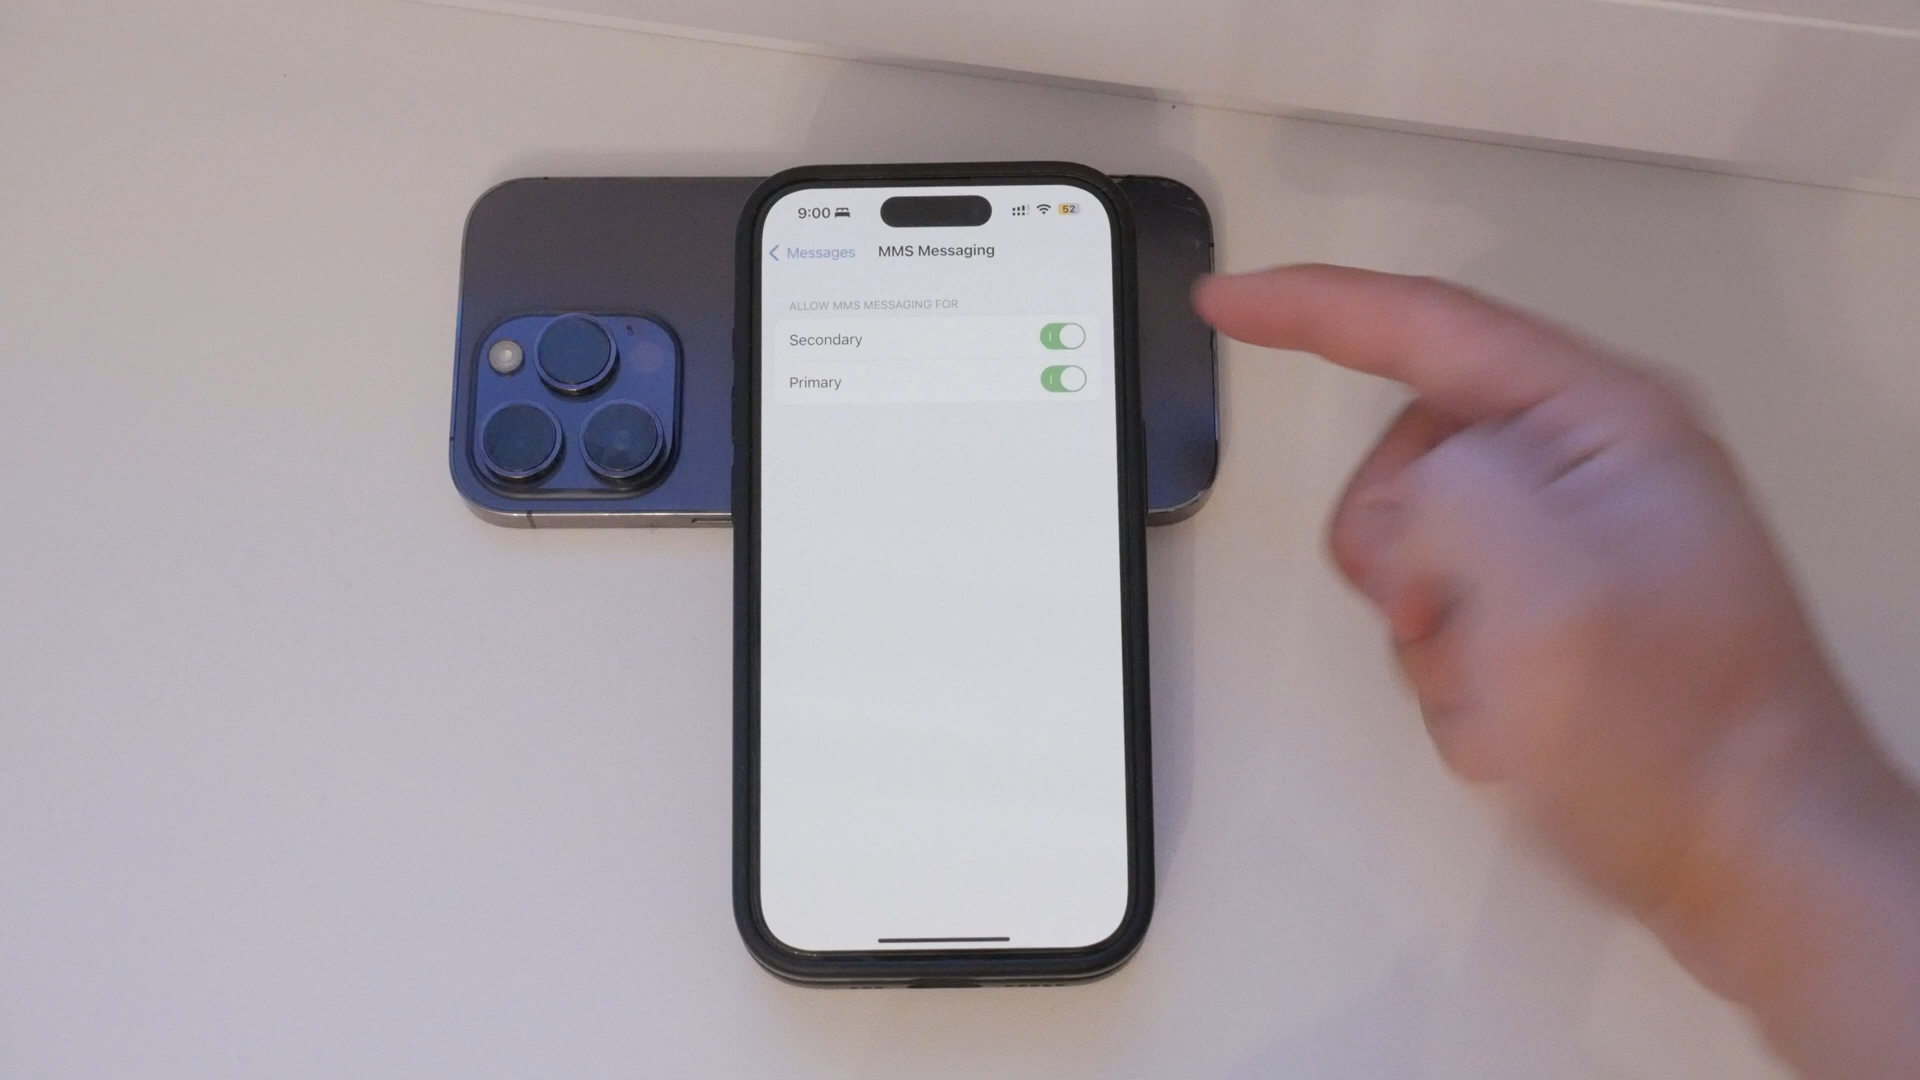 9:00 52
Messages MMS Messaging
ALLOW MMS MESSAGING FOR
Secondary
Primary